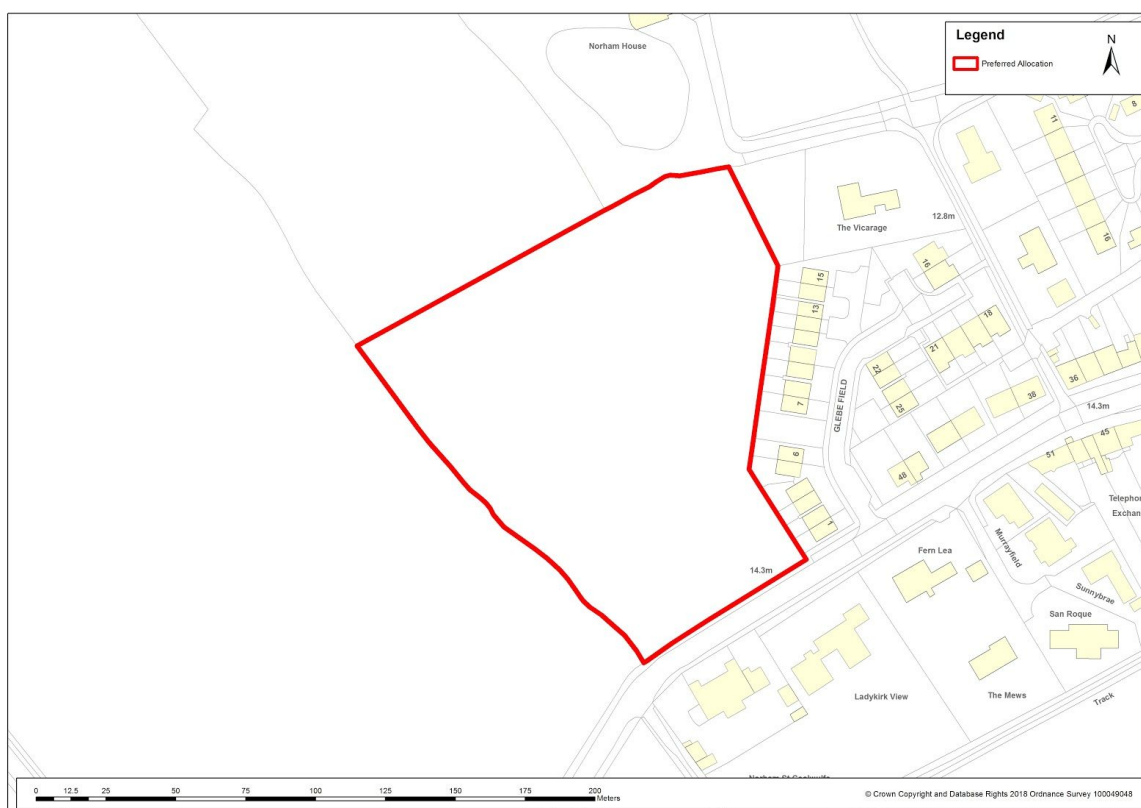 Norham House
Legend
Preferred Allocation
N
8
11
The Vicarage
12.8m
16
16
15
13
18
21
22
7
25
36
38
GLEBE FIELD
14.3m
45
51
6
48
1
Telephon
Exchan
Murrayfield
Fern Lea
14.3m
Sunnybrae
San Roque
Ladykirk View
The Mews
Track
0 12.5 25 50 75 100 125 150 175 200
Meters
© Crown Copyright and Database Rights 2018 Ordnance Survey 100049048